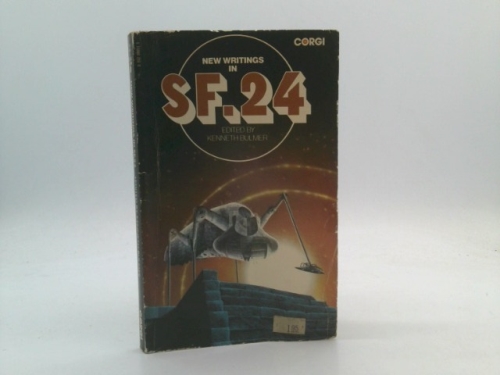 CORGI
NEW WRITINGS
IN
SF.24
EDITED BY
KENNETH BULMER